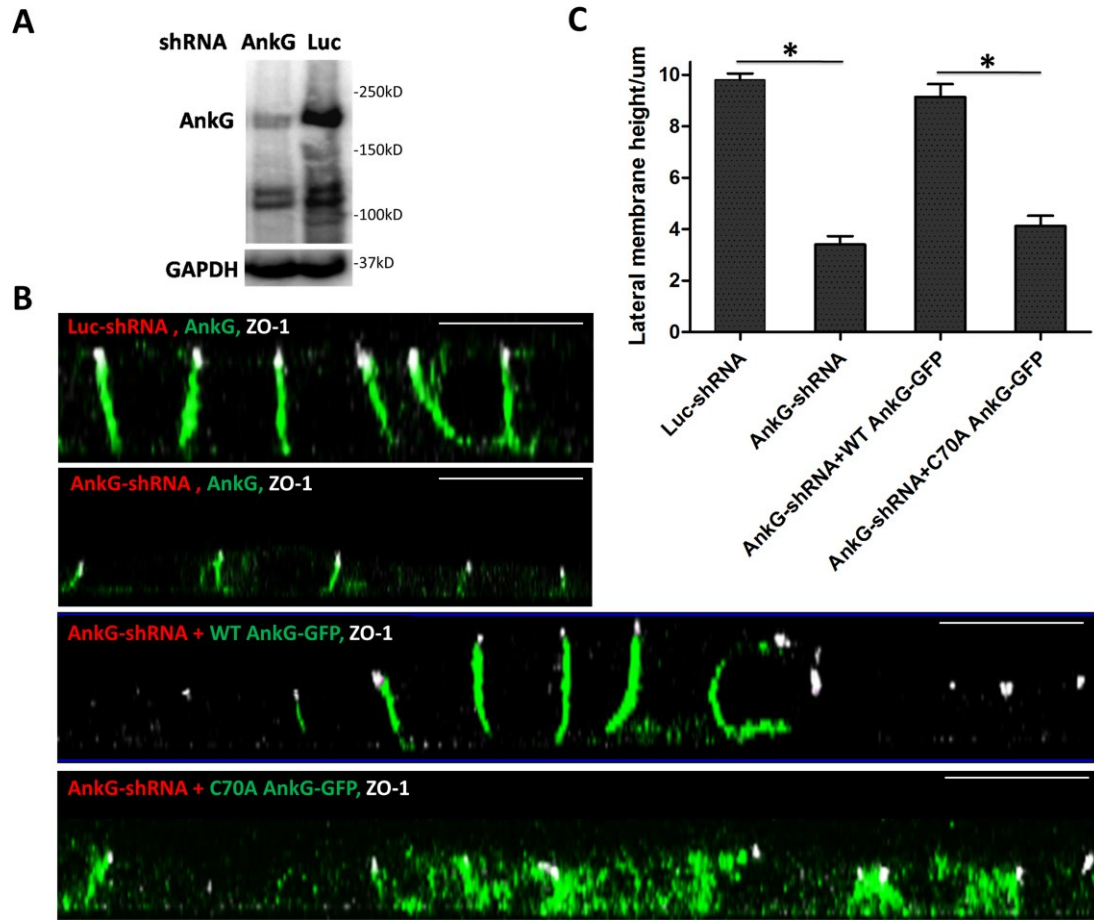 A
shRNA AnkG Luc
-250kD
AnkG
-150kD
-100kD
-37kD
GAPDH
B
Luc-shRNA , AnkG, ZO-1
AnkG-shRNA , AnkG, ZO-1
AnkG-shRNA + WT AnkG-GFP, ZO-1
AnkG-shRNA + C70A AnkG-GFP, ZO-1
C
Lateral membrane height/um
10
8
6
4
2
0
*
*
Luc-shRNA
AnkG-shRNA
AnkG-shRNA+WT AnkG-GFP
AnkG-shRNA+C70A AnkG-GFP